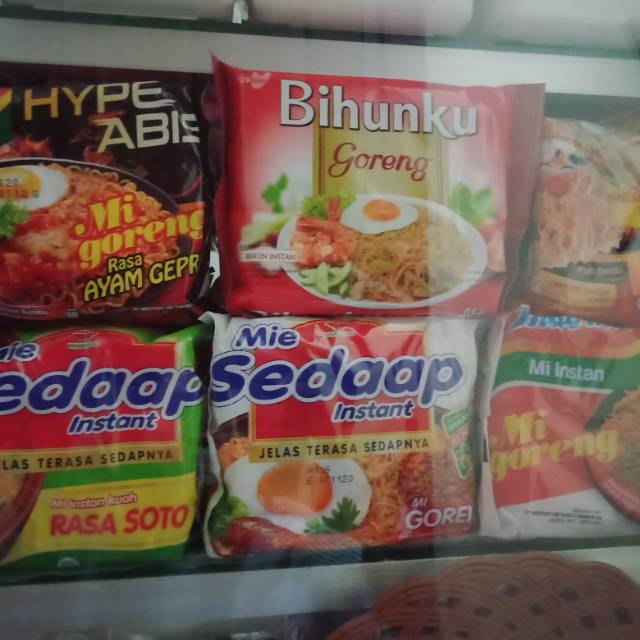 HYPE
ABIS
Mi
goreng
Rasa
AYAM GEPR
Bihunku
Goreng
BIHUN INSTAN
Mie
Sedaap
Instant
JELAS TERASA SEDAPNYA
Mi Instan kuah
RASA SOTO
Mie
Sedaap
Instant
JELAS TERASA SEDAPNYA
MI
GORE
Mi Instan
Mi
goreng